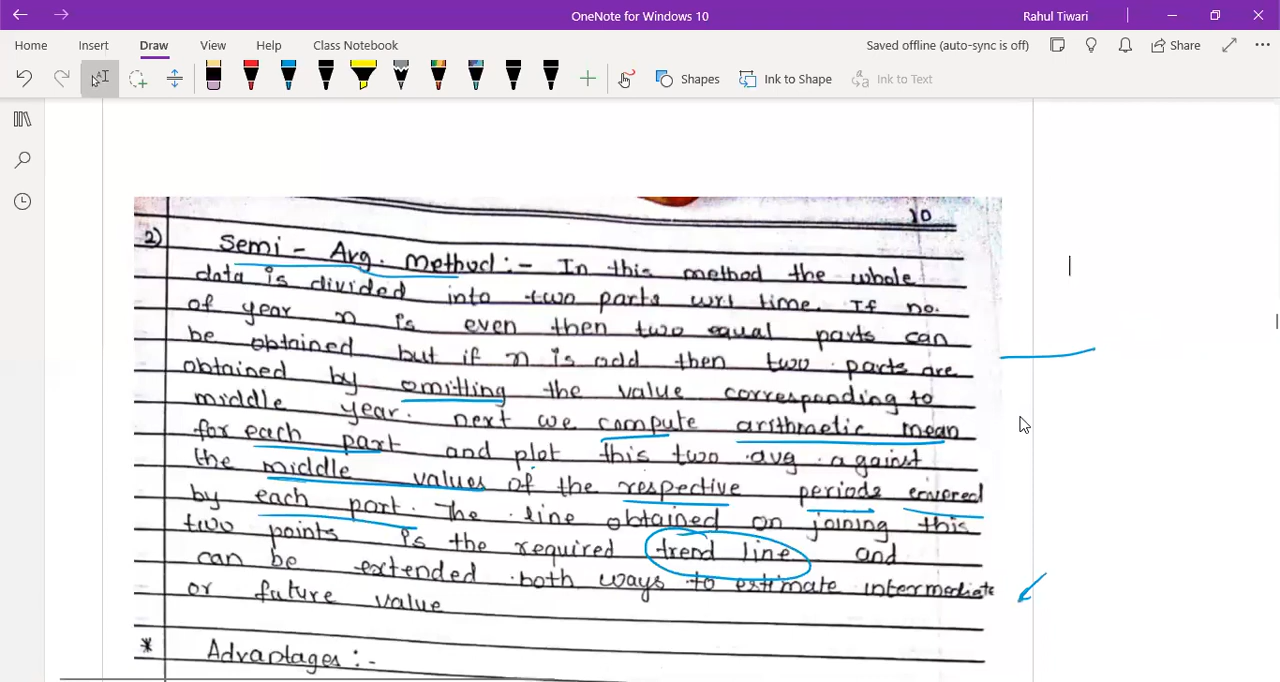 OneNote for Windows 10
Rahul Tiwari
Home Insert Draw View Help Class Notebook
Saved offline (auto-sync is off) Share
Shapes Ink to Shape Ink to Text
10
2) Semi - Avg. Method :- In this method the whole
data is divided into two parts wrt time. If no.
of year n is even then two equal parts can
be obtained but if n is odd then two parts are
obtained by omitting the value corresponding to
middle year. Next we compute arithmetic mean
for each part and plot this two avg against
the middle values of the respective periods covered
by each part. The line obtained on joining this
two points is the required trend line and
can be extended both ways to estimate intermediate
or future value
* Advantages :-